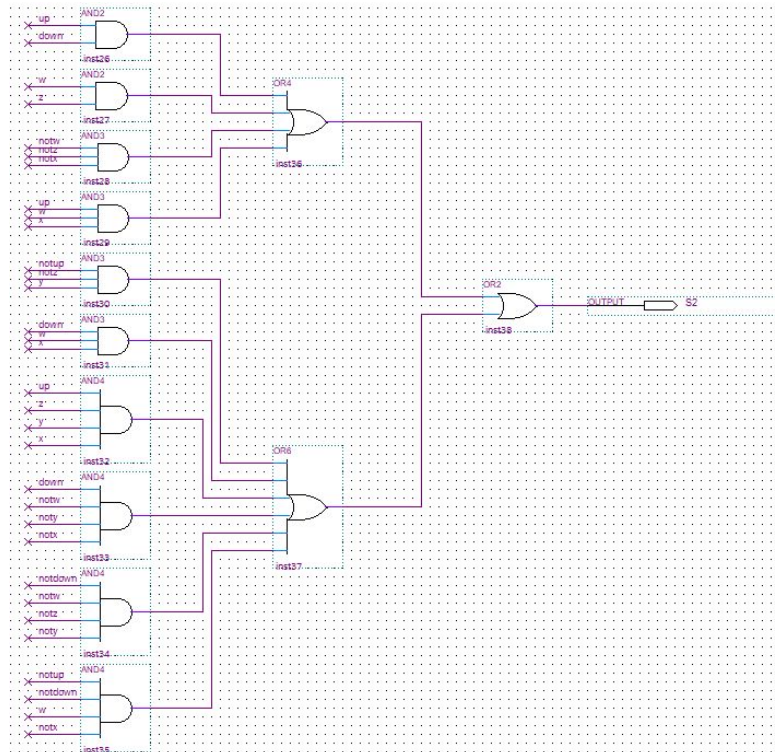 AND2
up
down
inst26
AND2
w
z
inst27
OR4
inst36
AND3
notw
notz
notx
inst28
AND3
up
w
x
inst29
AND3
notup
notz
y
inst30
OR2
OUTPUT
S2
inst38
AND3
down
w
x
inst31
AND4
up
z
y
x
inst32
OR6
inst37
AND4
down
notw
noty
notx
inst33
AND4
notdown
notw
notz
noty
inst34
AND4
notup
notdown
w
notx
inst35